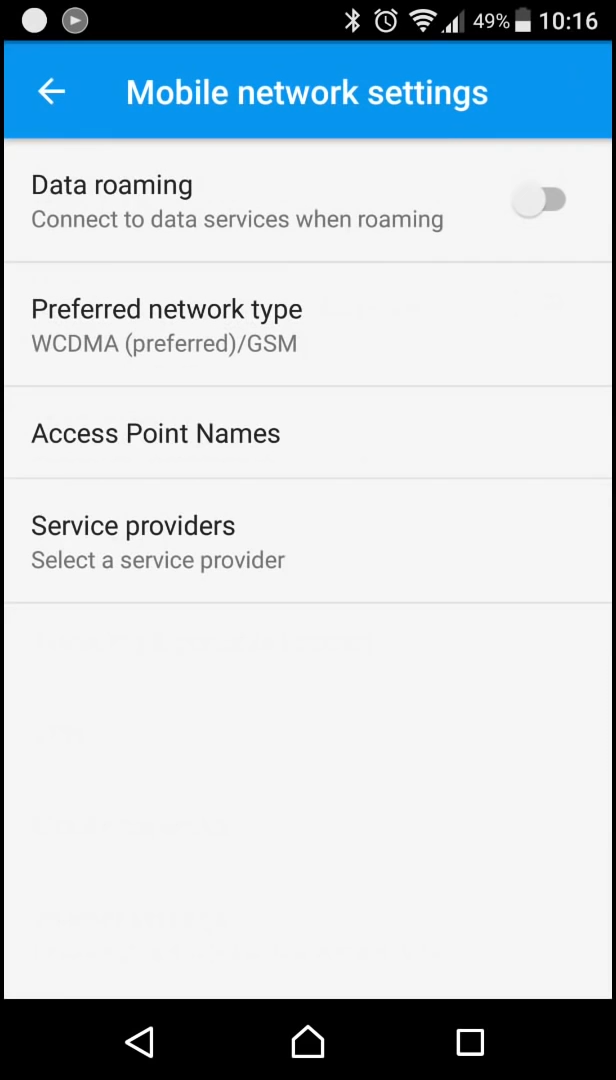 49% 10:16
Mobile network settings
Data roaming
Connect to data services when roaming
Preferred network type
WCDMA (preferred)/GSM
Access Point Names
Service providers
Select a service provider